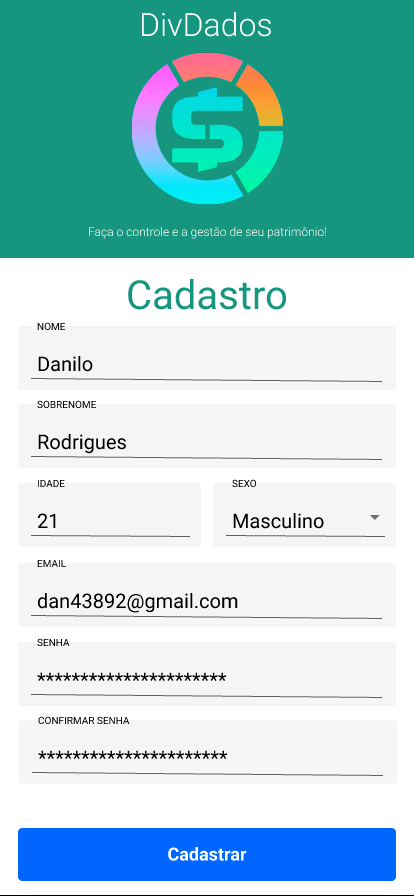 DivDados
$
Faça o controle e a gestão de seu patrimônio!
Cadastro
NOME
Danilo
SOBRENOME
Rodrigues
IDADE SEXO
21 Masculino
EMAIL
dan43892@gmail.com
SENHA
**********************
CONFIRMAR SENHA
**********************
Cadastrar